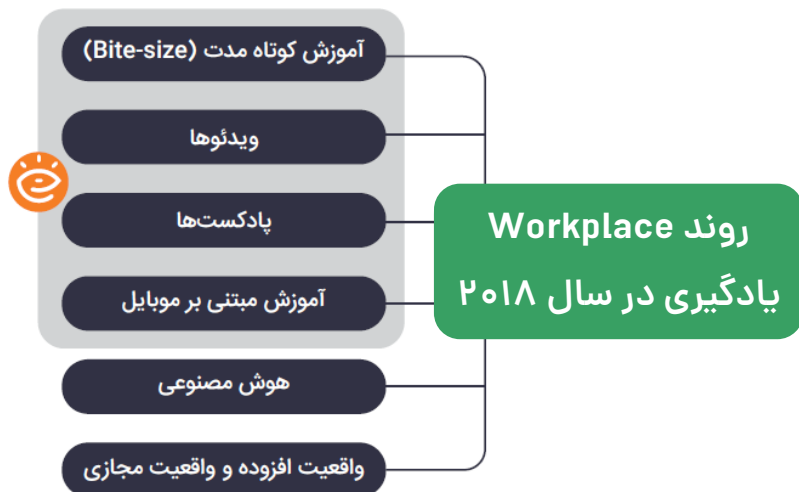 آموزش کوتاه مدت (Bite-size)
ویدئوها
پادکست‌ها
آموزش مبتنی بر موبایل
هوش مصنوعی
واقعیت افزوده و واقعیت مجازی
روند Workplace
یادگیری در سال ۲۰۱۸